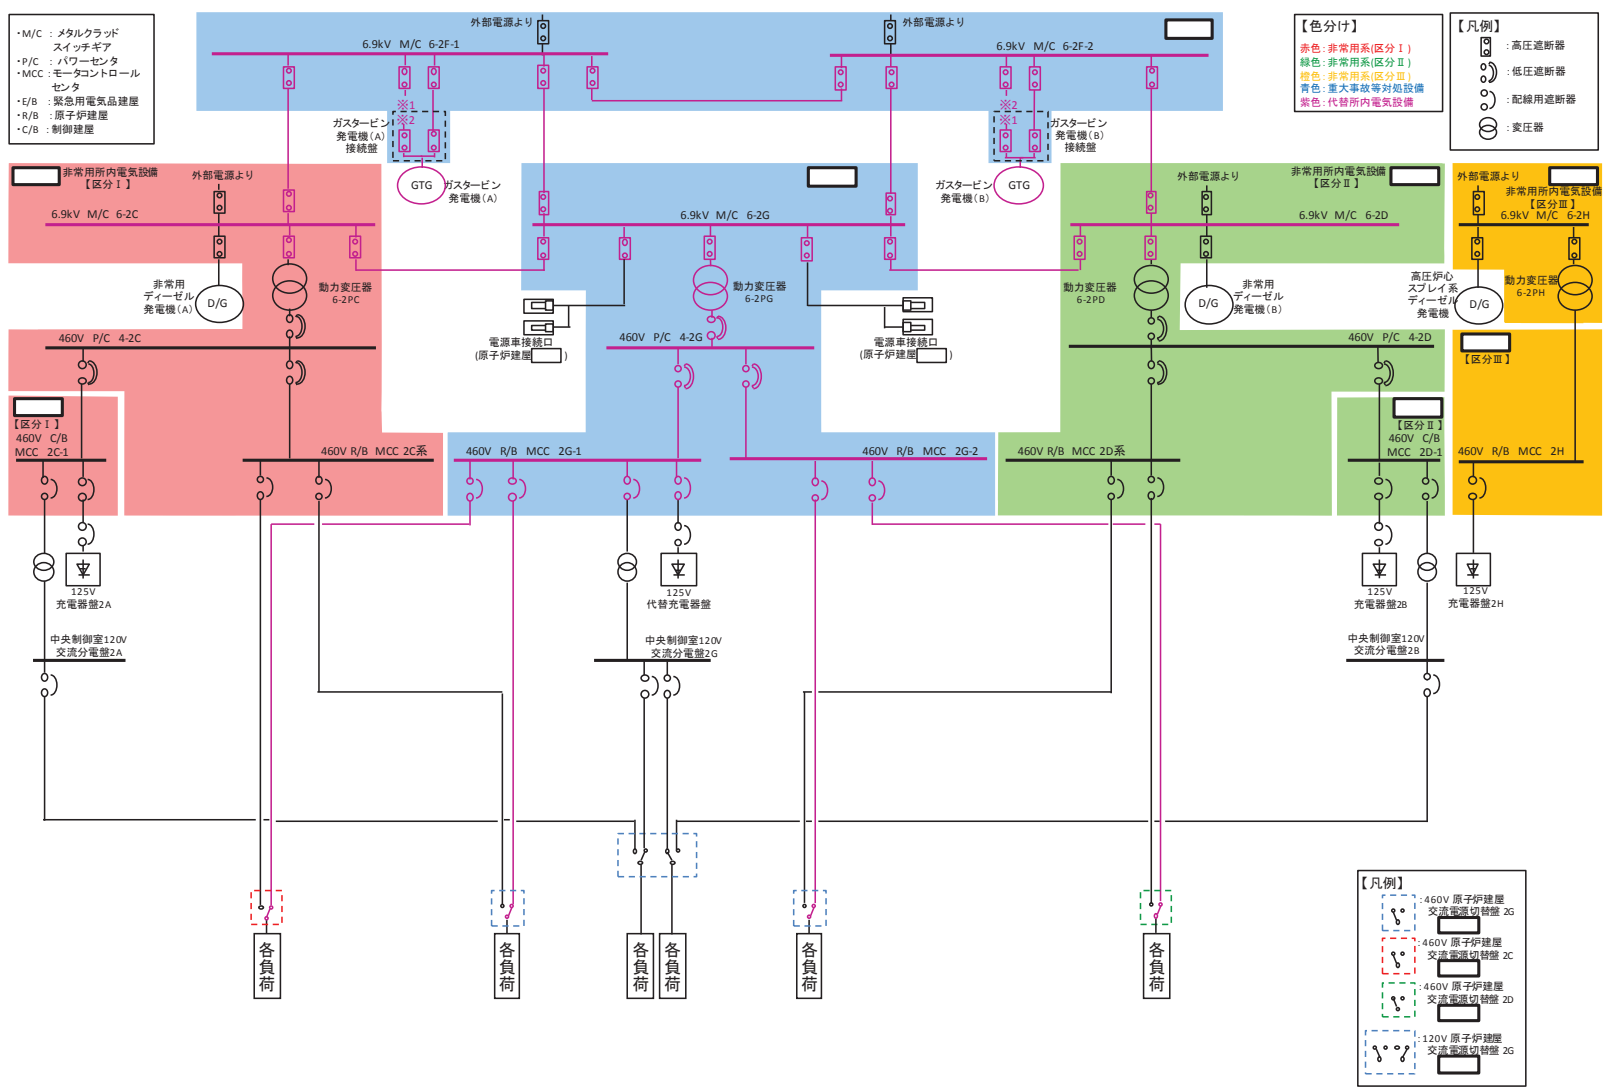 ・M/C ： メタルクラッド
スイッチギア
・P/C ： パワーセンタ
・MCC ：モータコントロール
センタ
・E/B ：緊急用電気品建屋
・R/B ：原子炉建屋
・C/B ：制御建屋
外部電源より
6.9kV M/C 6-2F-1
外部電源より
6.9kV M/C 6-2F-2
【色分け】
赤色：非常用系(区分Ⅰ)
緑色：非常用系(区分Ⅱ)
橙色：非常用系(区分Ⅲ)
青色：重大事故等対処設備
紫色：代替所内電気設備
【凡例】
：高圧遮断器
：低圧遮断器
：配線用遮断器
：変圧器
※1
※2
ガスタービン
発電機(A)
接続盤
GTG
ガスタービン
発電機(A)
※2
※1
ガスタービン
発電機(B)
接続盤
ガスタービン
発電機(B)
GTG
非常用所内電気設備
【区分Ⅰ】
外部電源より
6.9kV M/C 6-2C
非常用
ディーゼル
発電機(A)
D/G
動力変圧器
6-2PC
460V P/C 4-2C
6.9kV M/C 6-2G
動力変圧器
6-2PG
460V P/C 4-2G
電源車接続口
(原子炉建屋 )
電源車接続口
(原子炉建屋 )
外部電源より
非常用所内電気設備
【区分Ⅱ】
6.9kV M/C 6-2D
動力変圧器
6-2PD
D/G
非常用
ディーゼル
発電機(B)
460V P/C 4-2D
外部電源より
非常用所内電気設備
【区分Ⅲ】
6.9kV M/C 6-2H
高圧炉心
スプレイ系
ディーゼル
発電機
D/G
動力変圧器
6-2PH
【区分Ⅲ】
【区分Ⅰ】
460V C/B
MCC 2C-1
460V R/B MCC 2C系
460V R/B MCC 2G-1
460V R/B MCC 2G-2
460V R/B MCC 2D系
【区分Ⅱ】
460V C/B
MCC 2D-1
460V R/B MCC 2H
125V
充電器盤2A
125V
代替充電器盤
125V
充電器盤2B
125V
充電器盤2H
中央制御室120V
交流分電盤2A
中央制御室120V
交流分電盤2G
中央制御室120V
交流分電盤2B
各負荷
各負荷
各負荷
各負荷
各負荷
各負荷
【凡例】
：460V 原子炉建屋
交流電源切替盤 2G
：460V 原子炉建屋
交流電源切替盤 2C
：460V 原子炉建屋
交流電源切替盤 2D
：120V 原子炉建屋
交流電源切替盤 2G